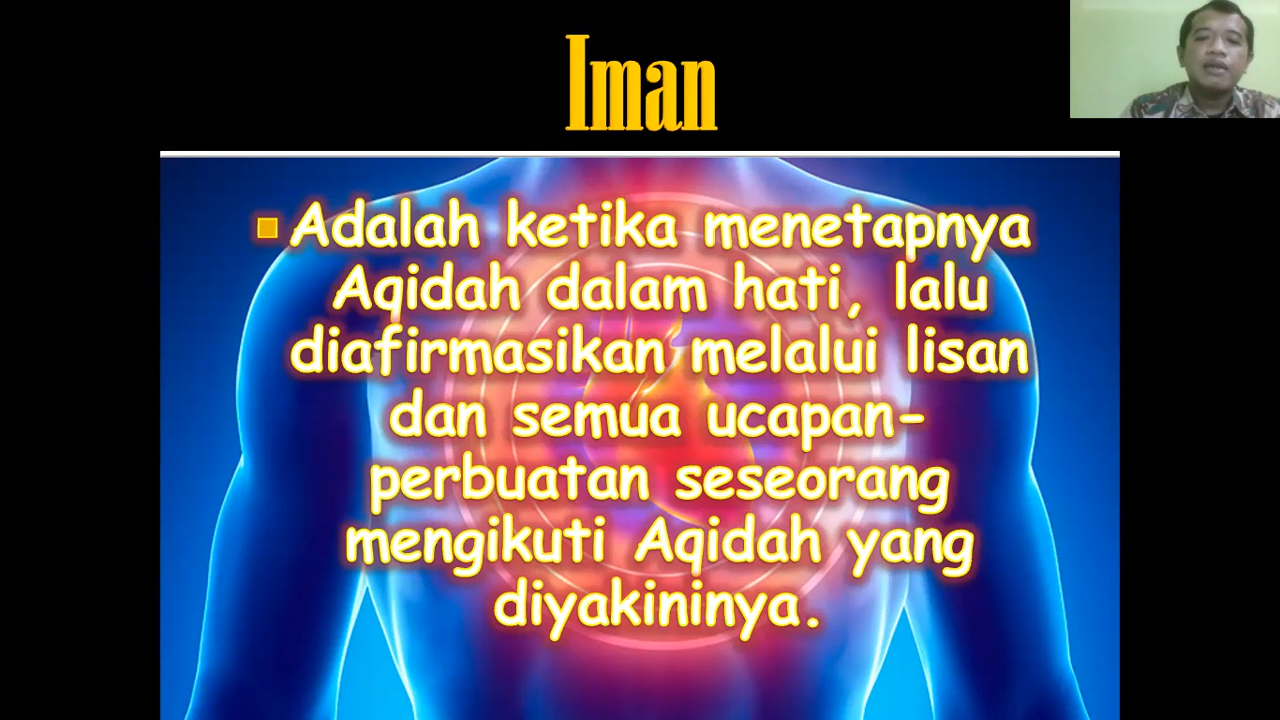 Iman
Adalah ketika menetapnya
Aqidah dalam hati, lalu
diafirmasikan melalui lisan
dan semua ucapan-
perbuatan seseorang
mengikuti Aqidah yang
diyakininya.